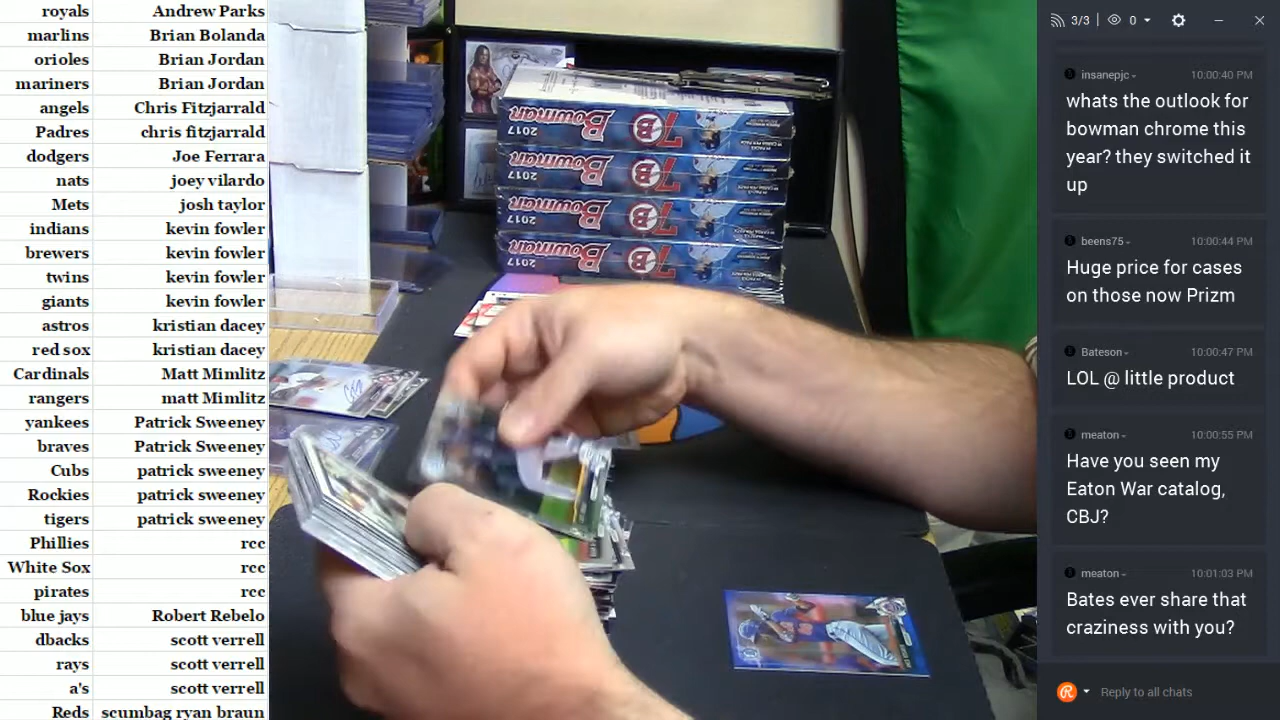 royals Andrew Parks
marlins Brian Bolanda
orioles Brian Jordan
mariners Brian Jordan
angels Chris Fitzjarrald
Padres chris fitzjarrald
dodgers Joe Ferrara
nats joey vilardo
Mets josh taylor
indians kevin fowler
brewers kevin fowler
twins kevin fowler
giants kevin fowler
astros kristian dacey
red sox kristian dacey
Cardinals Matt Mimlitz
rangers matt Mimlitz
yankees Patrick Sweeney
braves Patrick Sweeney
Cubs patrick sweeney
Rockies patrick sweeney
tigers patrick sweeney
Phillies rcc
White Sox rcc
pirates rcc
blue jays Robert Rebelo
dbacks scott verrell
rays scott verrell
a's scott verrell
Reds scumbag ryan braun
2017 Bowman B
2017 Bowman B
2017 Bowman B
2017 Bowman B
3/3 0
insanepjc 10:00:40 PM
whats the outlook for
bowman chrome this
year? they switched it
up
beens75 10:00:44 PM
Huge price for cases
on those now Prizm
Bateson 10:00:47 PM
LOL @ little product
meaton 10:00:55 PM
Have you seen my
Eaton War catalog,
CBJ?
meaton 10:01:03 PM
Bates ever share that
craziness with you?
Reply to all chats